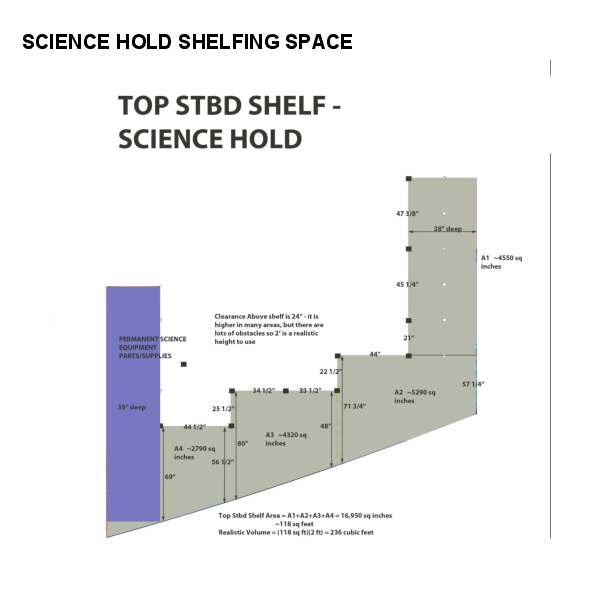 SCIENCE HOLD SHELFING SPACE
TOP STBD SHELF -
SCIENCE HOLD
47 3/8"
38" deep
A1 ~4550 sq
inches
45 1/4"
Clearance Above shelf is 24" - it is
higher in many areas, but there are
lots of obstacles so 2' is a realistic
height to use
PERMANENT SCIENCE
EQUIPMENT
PARTS/SUPPLIES
21"
44"
22 1/2"
57 1/4"
34 1/2"
33 1/2"
A2 ~5290 sq
inches
35" deep
25 1/2"
71 3/4"
44 1/2"
48"
A3 ~4320 sq
inches
80"
A4 ~2790 sq
inches
56 1/2"
69"
Top Stbd Shelf Area = A1+A2+A3+A4 = 16,950 sq inches
~118 sq feet
Realistic Volume = (118 sq ft)(2 ft) = 236 cubic feet